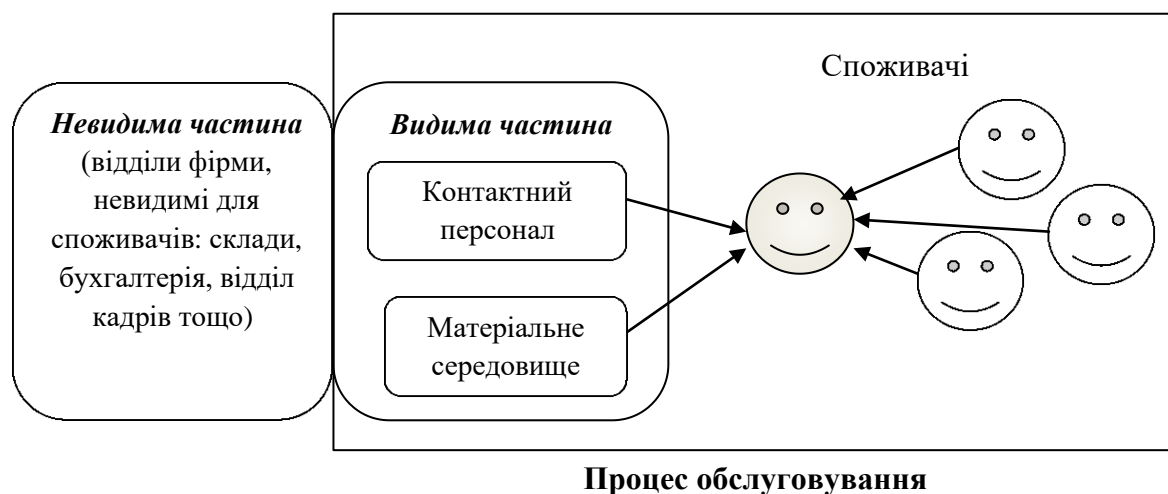 Споживачі
Невидима частина
(відділи фірми,
невидимі для
споживачів: склади,
бухгалтерія, відділ
кадрів тощо)
Видима частина
Контактний
персонал
Матеріальне
середовище
Процес обслуговування